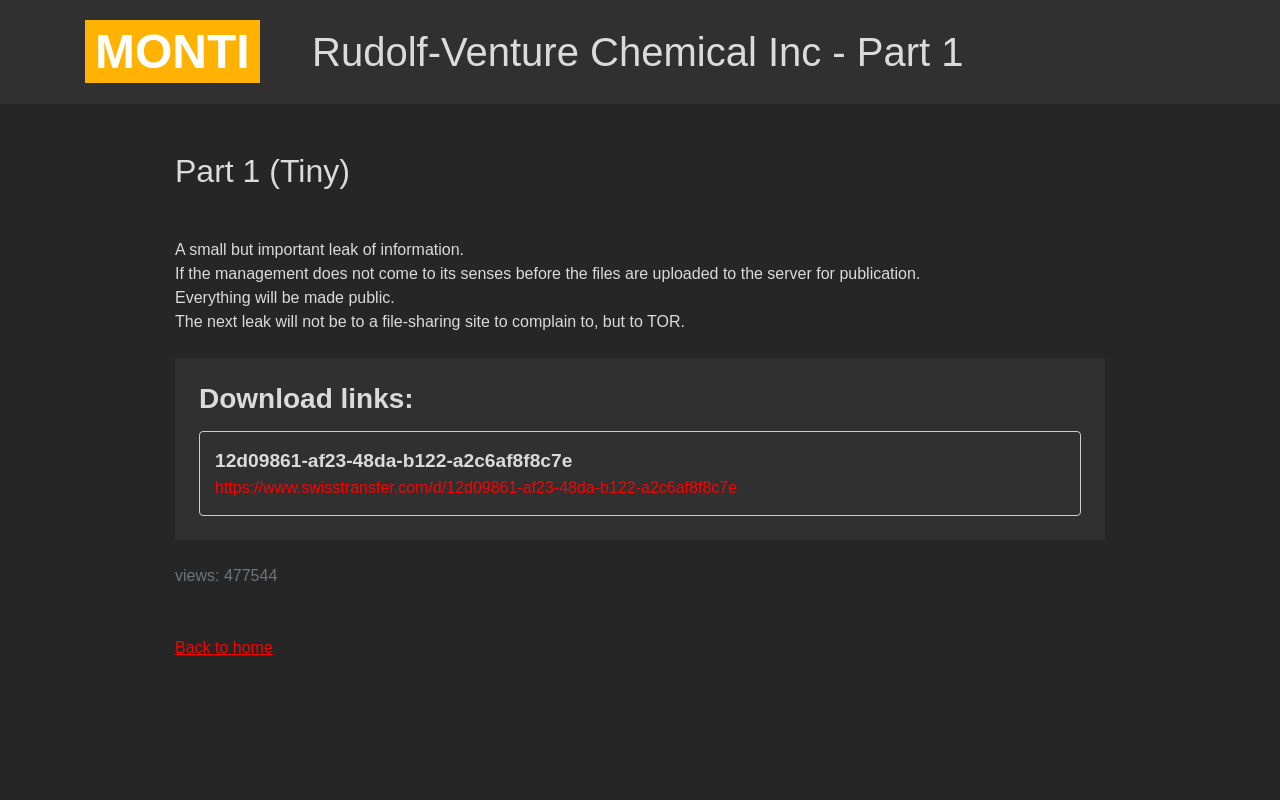 MONTI
Rudolf-Venture Chemical Inc - Part 1
Part 1 (Tiny)
A small but important leak of information.
If the management does not come to its senses before the files are uploaded to the server for publication.
Everything will be made public.
The next leak will not be to a file-sharing site to complain to, but to TOR.
Download links:
12d09861-af23-48da-b122-a2c6af8f8c7e
https://www.swisstransfer.com/d/12d09861-af23-48da-b122-a2c6af8f8c7e
views: 477544
Back to home